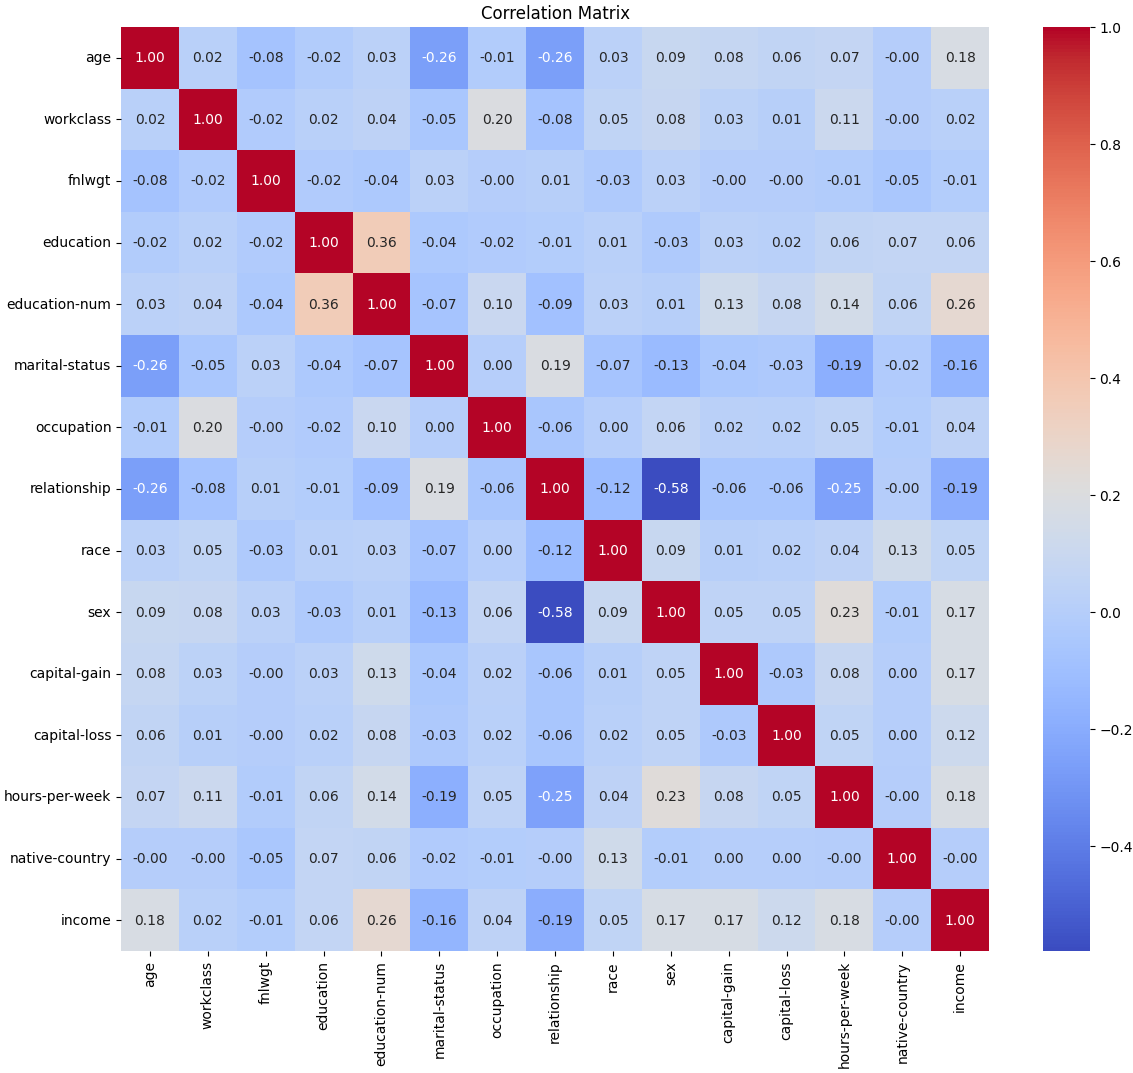 Correlation Matrix
age 1.00 0.02 -0.08 -0.02 0.03 -0.26 -0.01 -0.26 0.03 0.09 0.08 0.06 0.07 -0.00 0.18
workclass 0.02 1.00 -0.02 0.02 0.04 -0.05 0.20 -0.08 0.05 0.08 0.03 0.01 0.11 -0.00 0.02
fnlwgt -0.08 -0.02 1.00 -0.02 -0.04 0.03 -0.00 0.01 -0.03 0.03 -0.00 -0.00 -0.01 -0.05 -0.01
education -0.02 0.02 -0.02 1.00 0.36 -0.04 -0.02 -0.01 0.01 -0.03 0.03 0.02 0.06 0.07 0.06
education-num 0.03 0.04 -0.04 0.36 1.00 -0.07 0.10 -0.09 0.03 0.01 0.13 0.08 0.14 0.06 0.26
marital-status -0.26 -0.05 0.03 -0.04 -0.07 1.00 0.00 0.19 -0.07 -0.13 -0.04 -0.03 -0.19 -0.02 -0.16
occupation -0.01 0.20 -0.00 -0.02 0.10 0.00 1.00 -0.06 0.00 0.06 0.02 0.02 0.05 -0.01 0.04
relationship -0.26 -0.08 0.01 -0.01 -0.09 0.19 -0.06 1.00 -0.12 -0.58 -0.06 -0.06 -0.25 -0.00 -0.19
race 0.03 0.05 -0.03 0.01 0.03 -0.07 0.00 -0.12 1.00 0.09 0.01 0.02 0.04 0.13 0.05
sex 0.09 0.08 0.03 -0.03 0.01 -0.13 0.06 -0.58 0.09 1.00 0.05 0.05 0.23 -0.01 0.17
capital-gain 0.08 0.03 -0.00 0.03 0.13 -0.04 0.02 -0.06 0.01 0.05 1.00 -0.03 0.08 0.00 0.17
capital-loss 0.06 0.01 -0.00 0.02 0.08 -0.03 0.02 -0.06 0.02 0.05 -0.03 1.00 0.05 0.00 0.12
hours-per-week 0.07 0.11 -0.01 0.06 0.14 -0.19 0.05 -0.25 0.04 0.23 0.08 0.05 1.00 -0.00 0.18
native-country -0.00 -0.00 -0.05 0.07 0.06 -0.02 -0.01 -0.00 0.13 -0.01 0.00 0.00 -0.00 1.00 -0.00
income 0.18 0.02 -0.01 0.06 0.26 -0.16 0.04 -0.19 0.05 0.17 0.17 0.12 0.18 -0.00 1.00
age
workclass
fnlwgt
education
education-num
marital-status
occupation
relationship
race
sex
capital-gain
capital-loss
hours-per-week
native-country
income
1.0
0.8
0.6
0.4
0.2
0.0
−0.2
−0.4